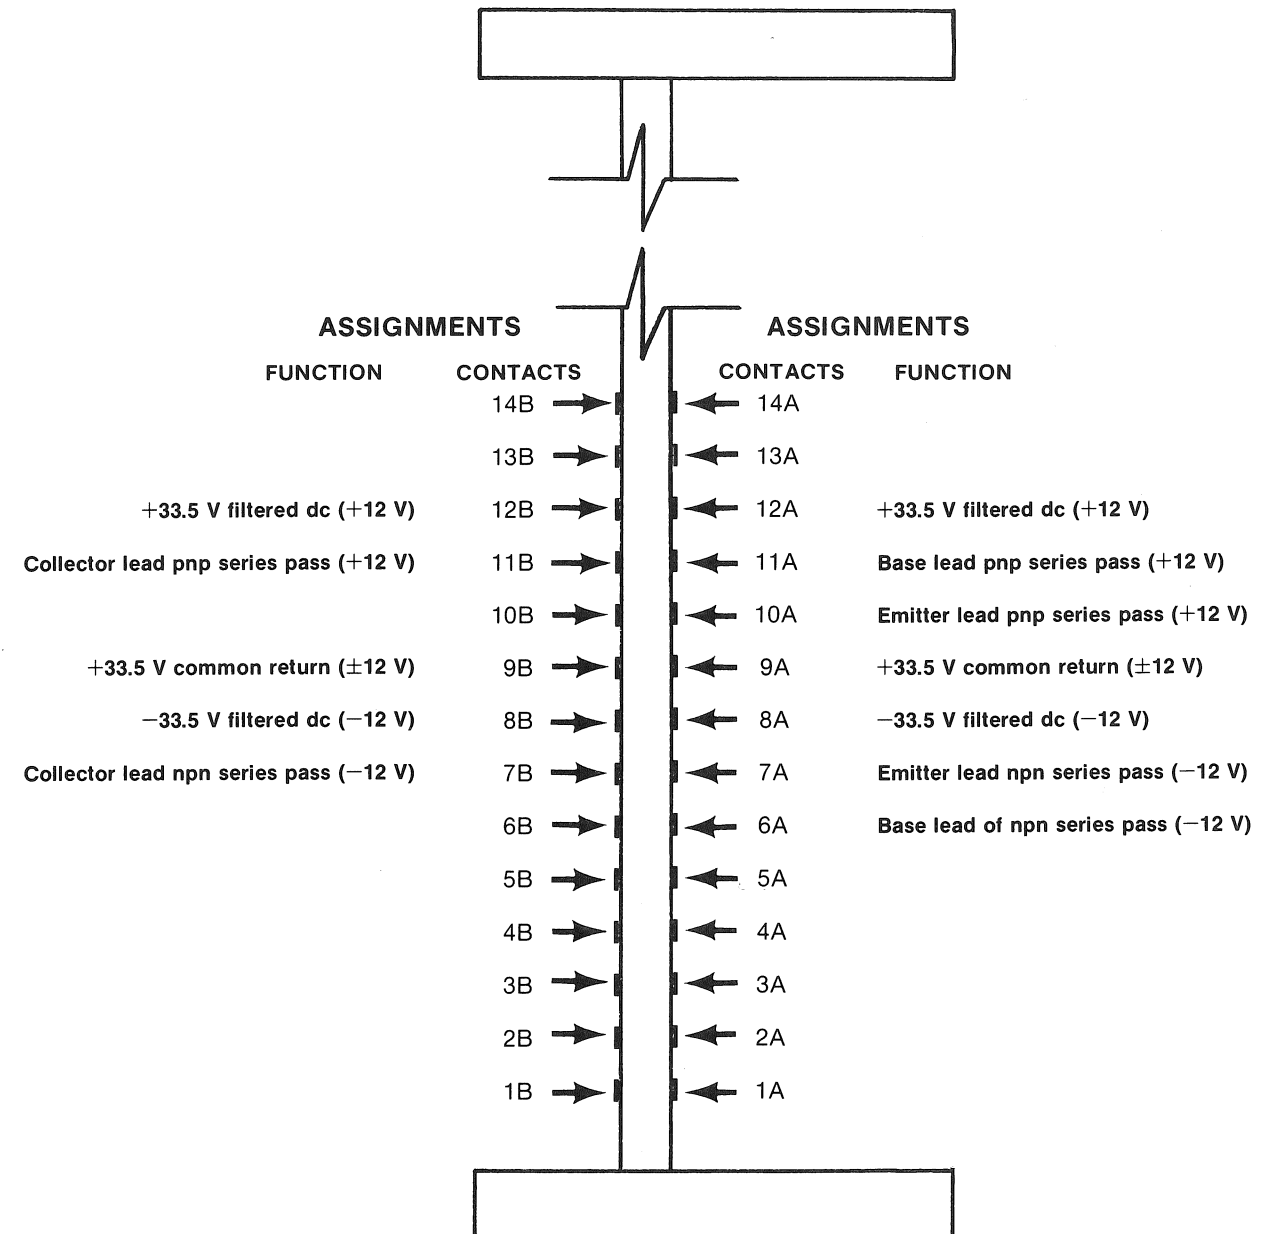 ASSIGNMENTS ASSIGNMENTS
FUNCTION CONTACTS CONTACTS FUNCTION
14B 14A
13B 13A
+33.5 V filtered dc (+12 V) 12B 12A +33.5 V filtered dc (+12 V)
Collector lead pnp series pass (+12 V) 11B 11A Base lead pnp series pass (+12 V)
10B 10A Emitter lead pnp series pass (+12 V)
+33.5 V common return (±12 V) 9B 9A +33.5 V common return (±12 V)
−33.5 V filtered dc (−12 V) 8B 8A −33.5 V filtered dc (−12 V)
Collector lead npn series pass (−12 V) 7B 7A Emitter lead npn series pass (−12 V)
6B 6A Base lead of npn series pass (−12 V)
5B 5A
4B 4A
3B 3A
2B 2A
1B 1A